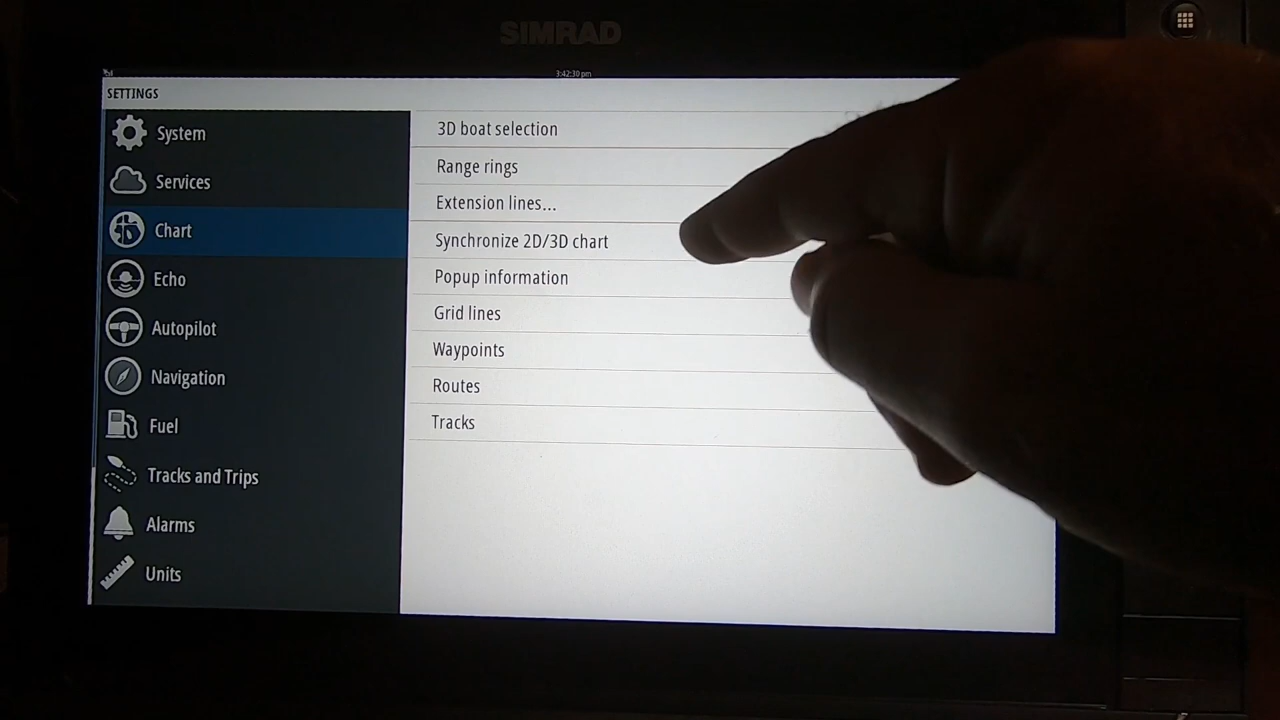 SIMRAD
3:42:30 pm
SETTINGS
System
Services
Chart
Echo
Autopilot
Navigation
Fuel
Tracks and Trips
Alarms
Units
3D boat selection
Range rings
Extension lines...
Synchronize 2D/3D chart
Popup information
Grid lines
Waypoints
Routes
Tracks